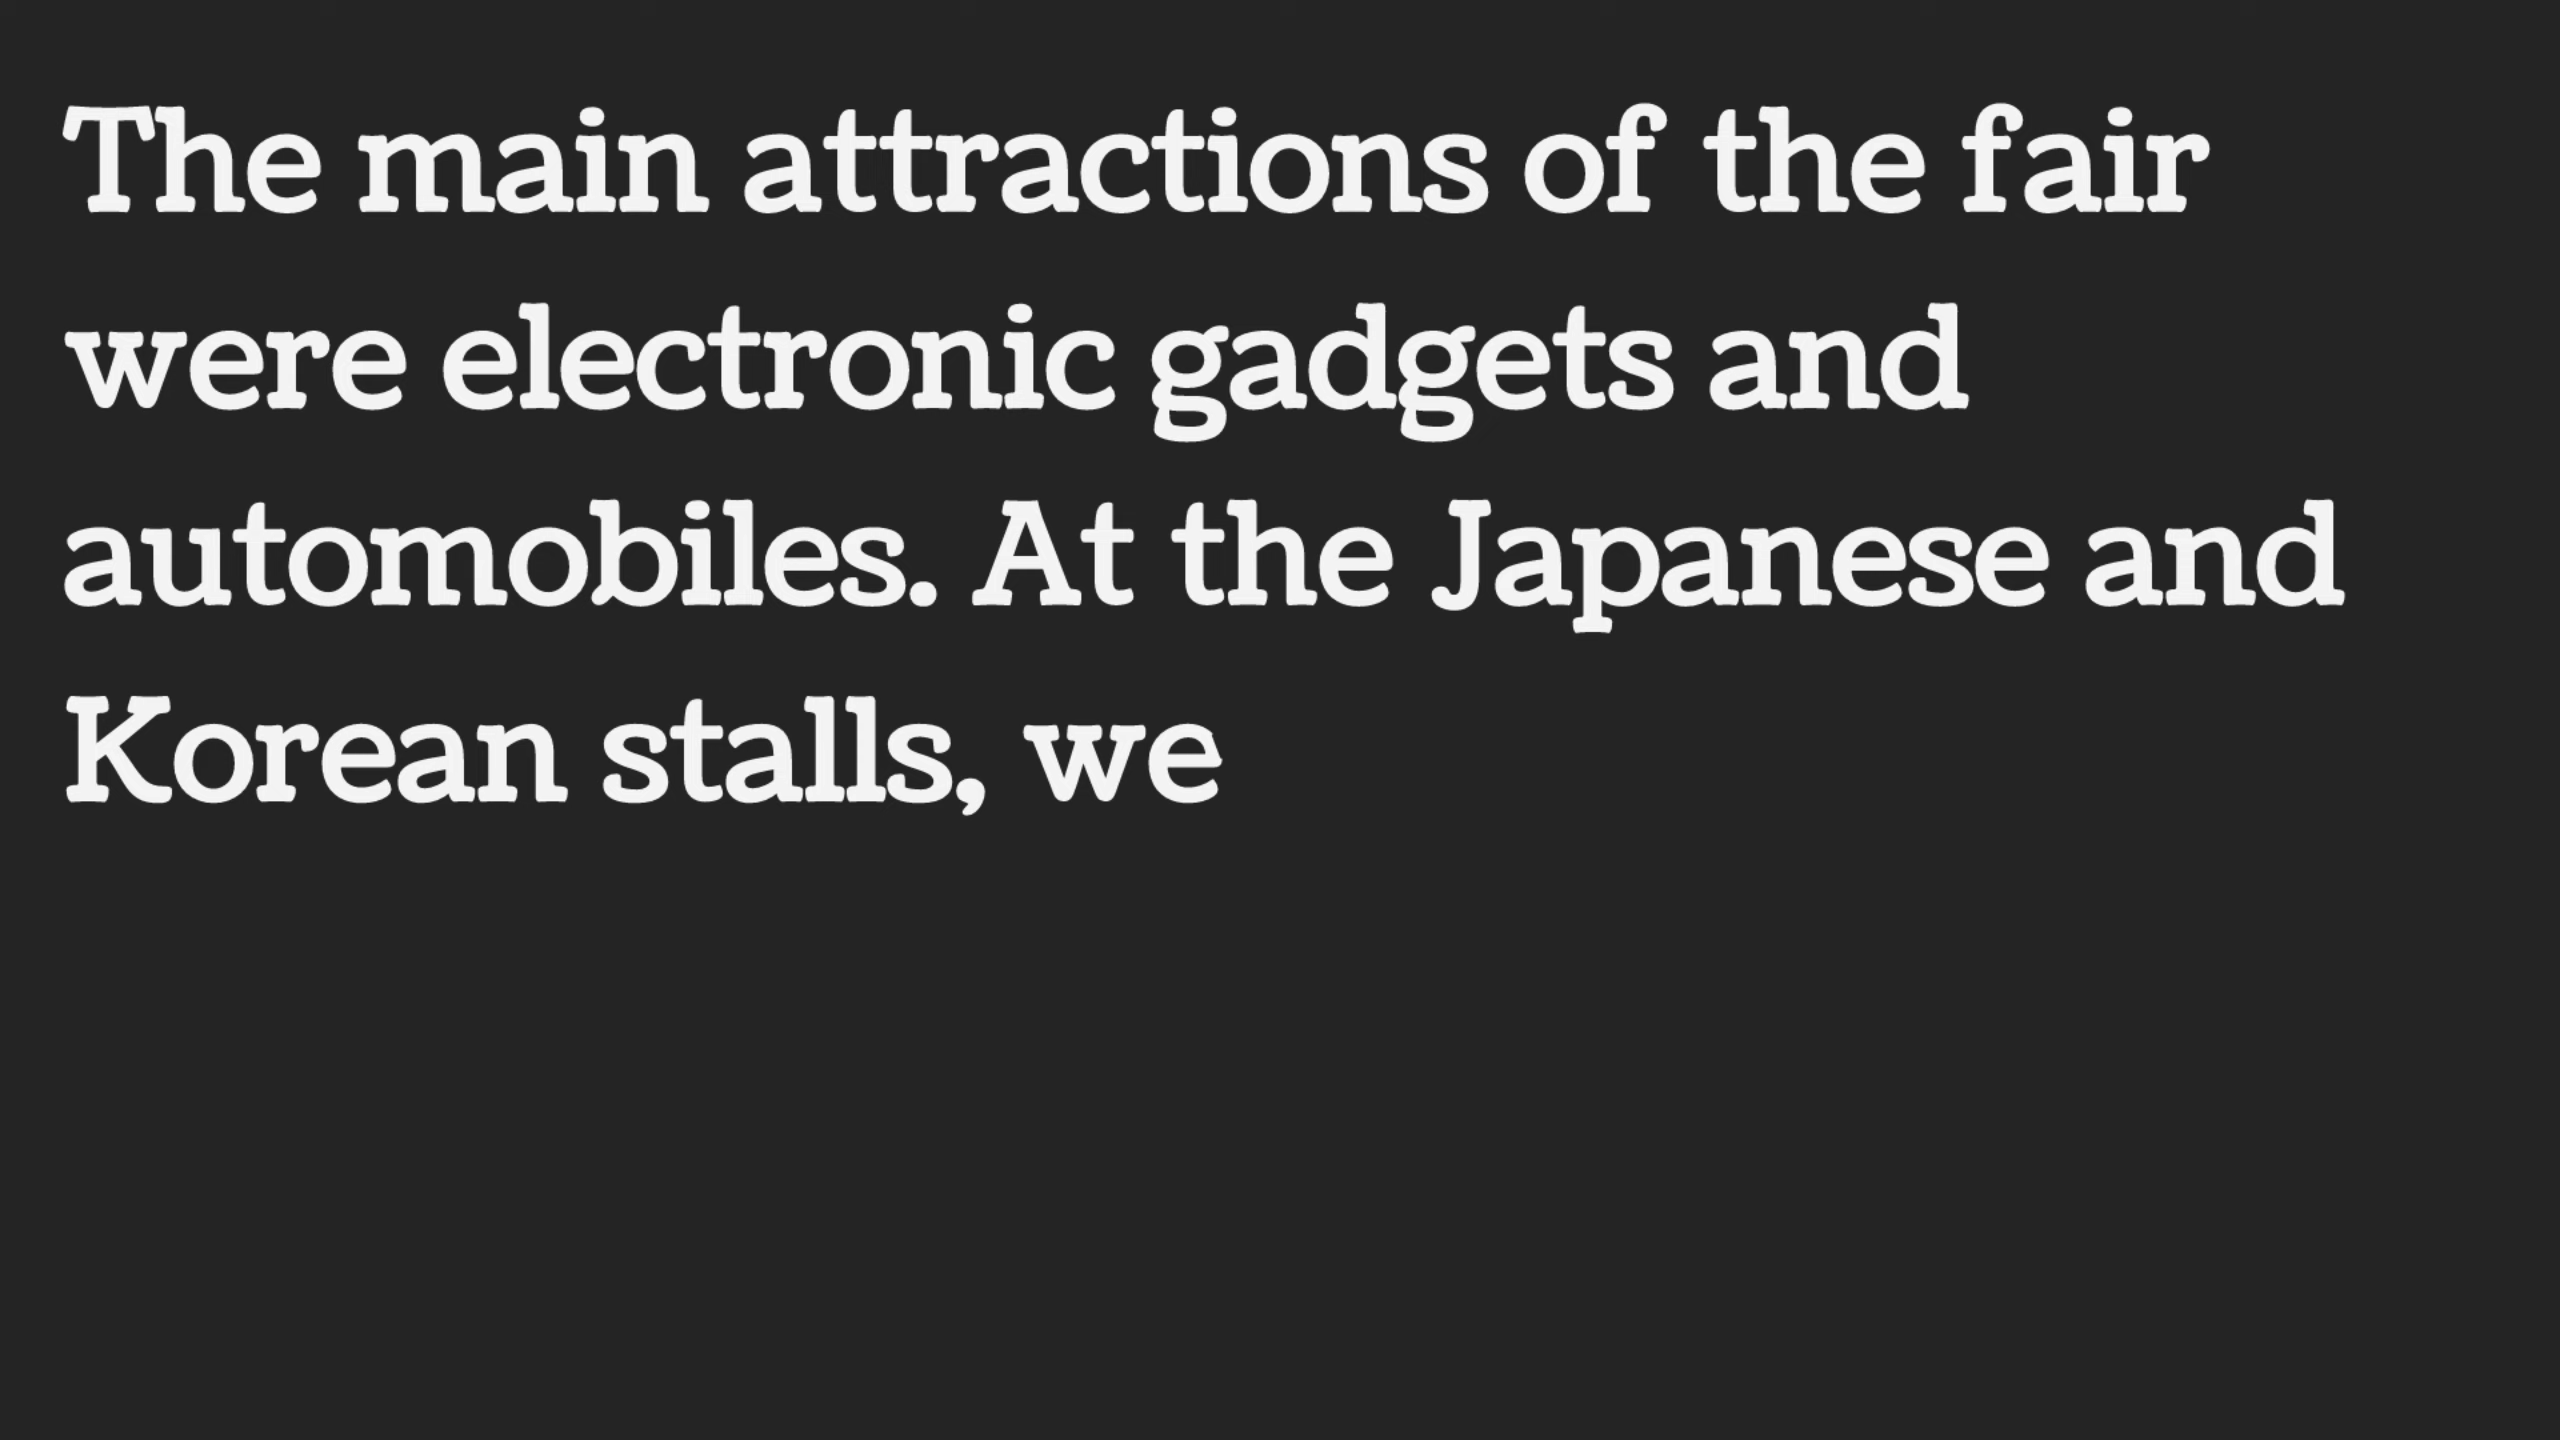 The main attractions of the fair
were electronic gadgets and
automobiles. At the Japanese and
Korean stalls, we